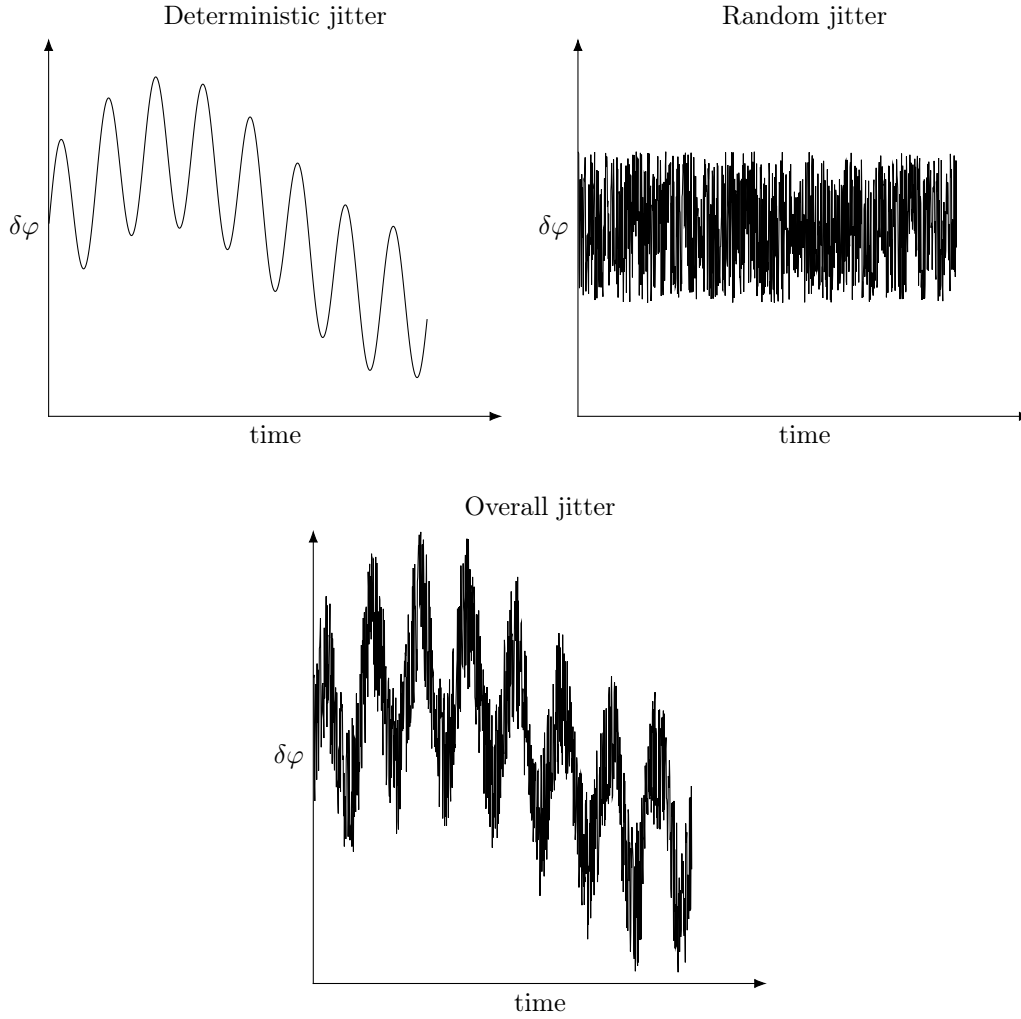 Deterministic jitter
δφ
time
Random jitter
δφ
time
Overall jitter
δφ
time